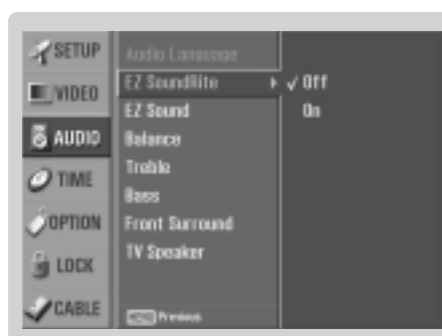 SETUP
VIDEO
AUDIO
TIME
OPTION
LOCK
CABLE
Audio Language
EZ SoundRite
EZ Sound
Balance
Treble
Bass
Front Surround
TV Speaker
Previous
✓ Off
On